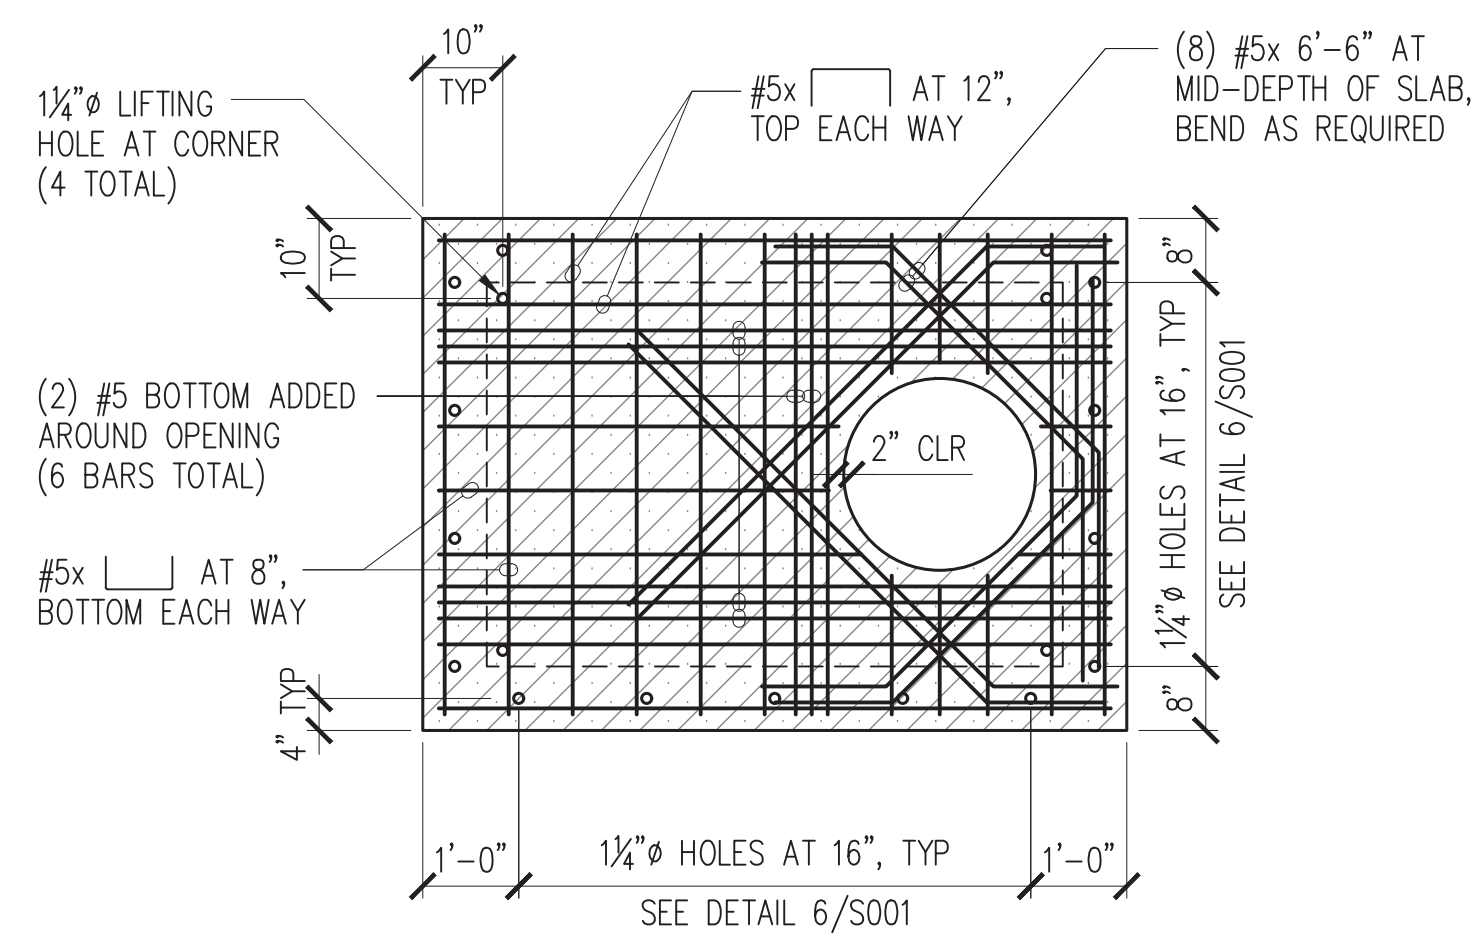 10”
TYP
1¼”ø LIFTING
HOLE AT CORNER
(4 TOTAL)
#5x AT 12”,
TOP EACH WAY
(8) #5x 6’-6” AT
MID-DEPTH OF SLAB,
BEND AS REQUIRED
10”
TYP
8”
(2) #5 BOTTOM ADDED
AROUND OPENING
(6 BARS TOTAL)
2” CLR
1¼”ø HOLES AT 16”, TYP
SEE DETAIL 6/S001
#5x AT 8”,
BOTTOM EACH WAY
4” TYP
8”
1’-0”
1¼”ø HOLES AT 16”, TYP
1’-0”
SEE DETAIL 6/S001